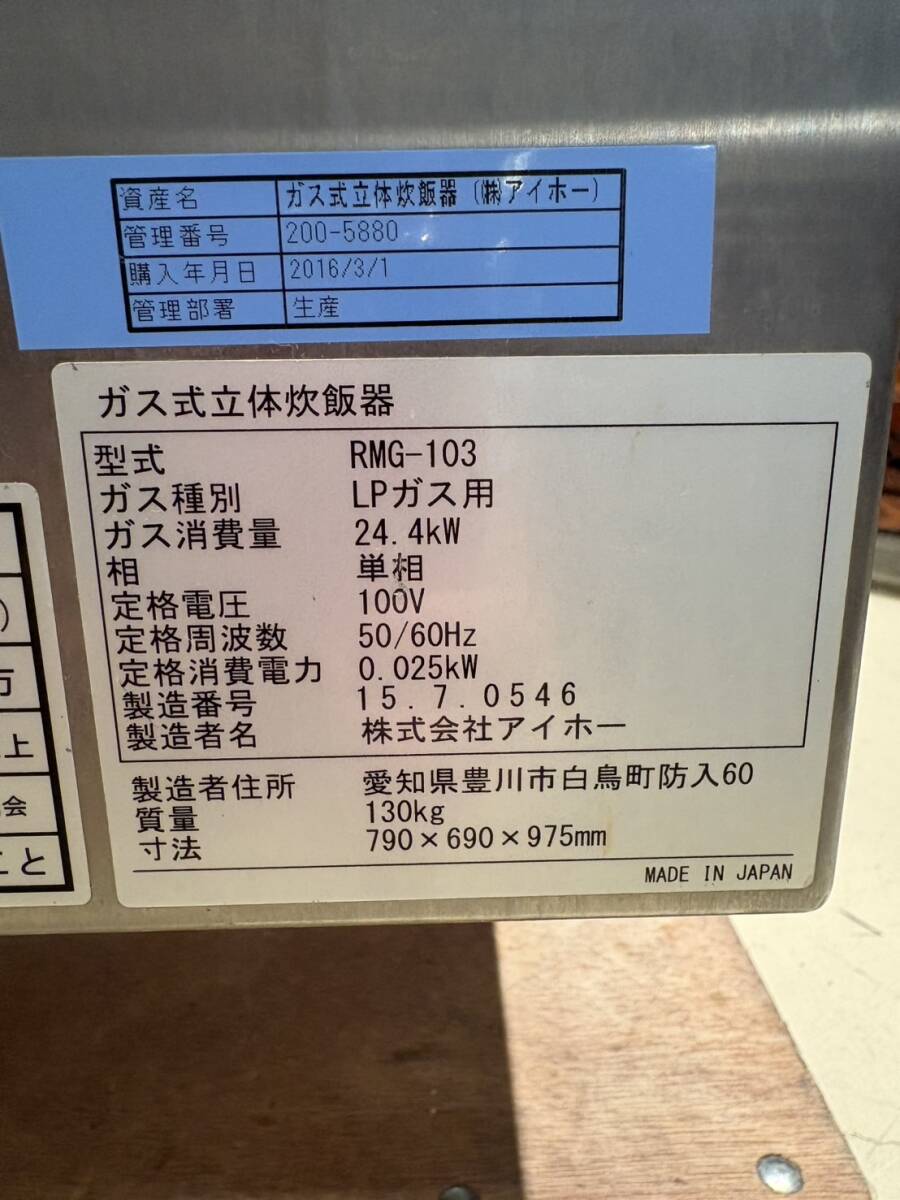 資産名 ガス式立体炊飯器 (㈱アイホー)
管理番号 200-5880
購入年月日 2016/3/1
管理部署 生産
ガス式立体炊飯器
型式 RMG-103
ガス種別 LPガス用
ガス消費量 24.4kW
相 単相
定格電圧 100V
定格周波数 50/60Hz
定格消費電力 0.025kW
製造番号 15.7.0546
製造者名 株式会社アイホー
製造者住所 愛知県豊川市白鳥町防入60
質量 130kg
寸法 790×690×975mm
MADE IN JAPAN
)
上
会
こと